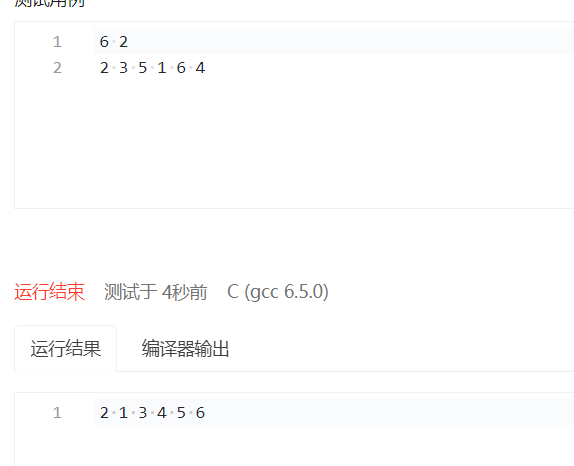 测试用例
1 6 2
2 2 3 5 1 6 4
运行结束 测试于 4秒前 C (gcc 6.5.0)
运行结果 编译器输出
1 2 1 3 4 5 6